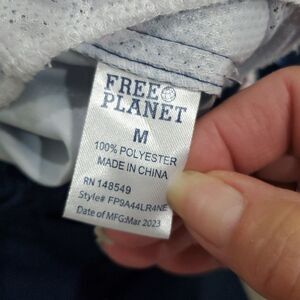 FREE
PLANET
M
100% POLYESTER
MADE IN CHINA
RN 148549
Style# FP9A44LR4NE
Date of MFG:Mar 2023